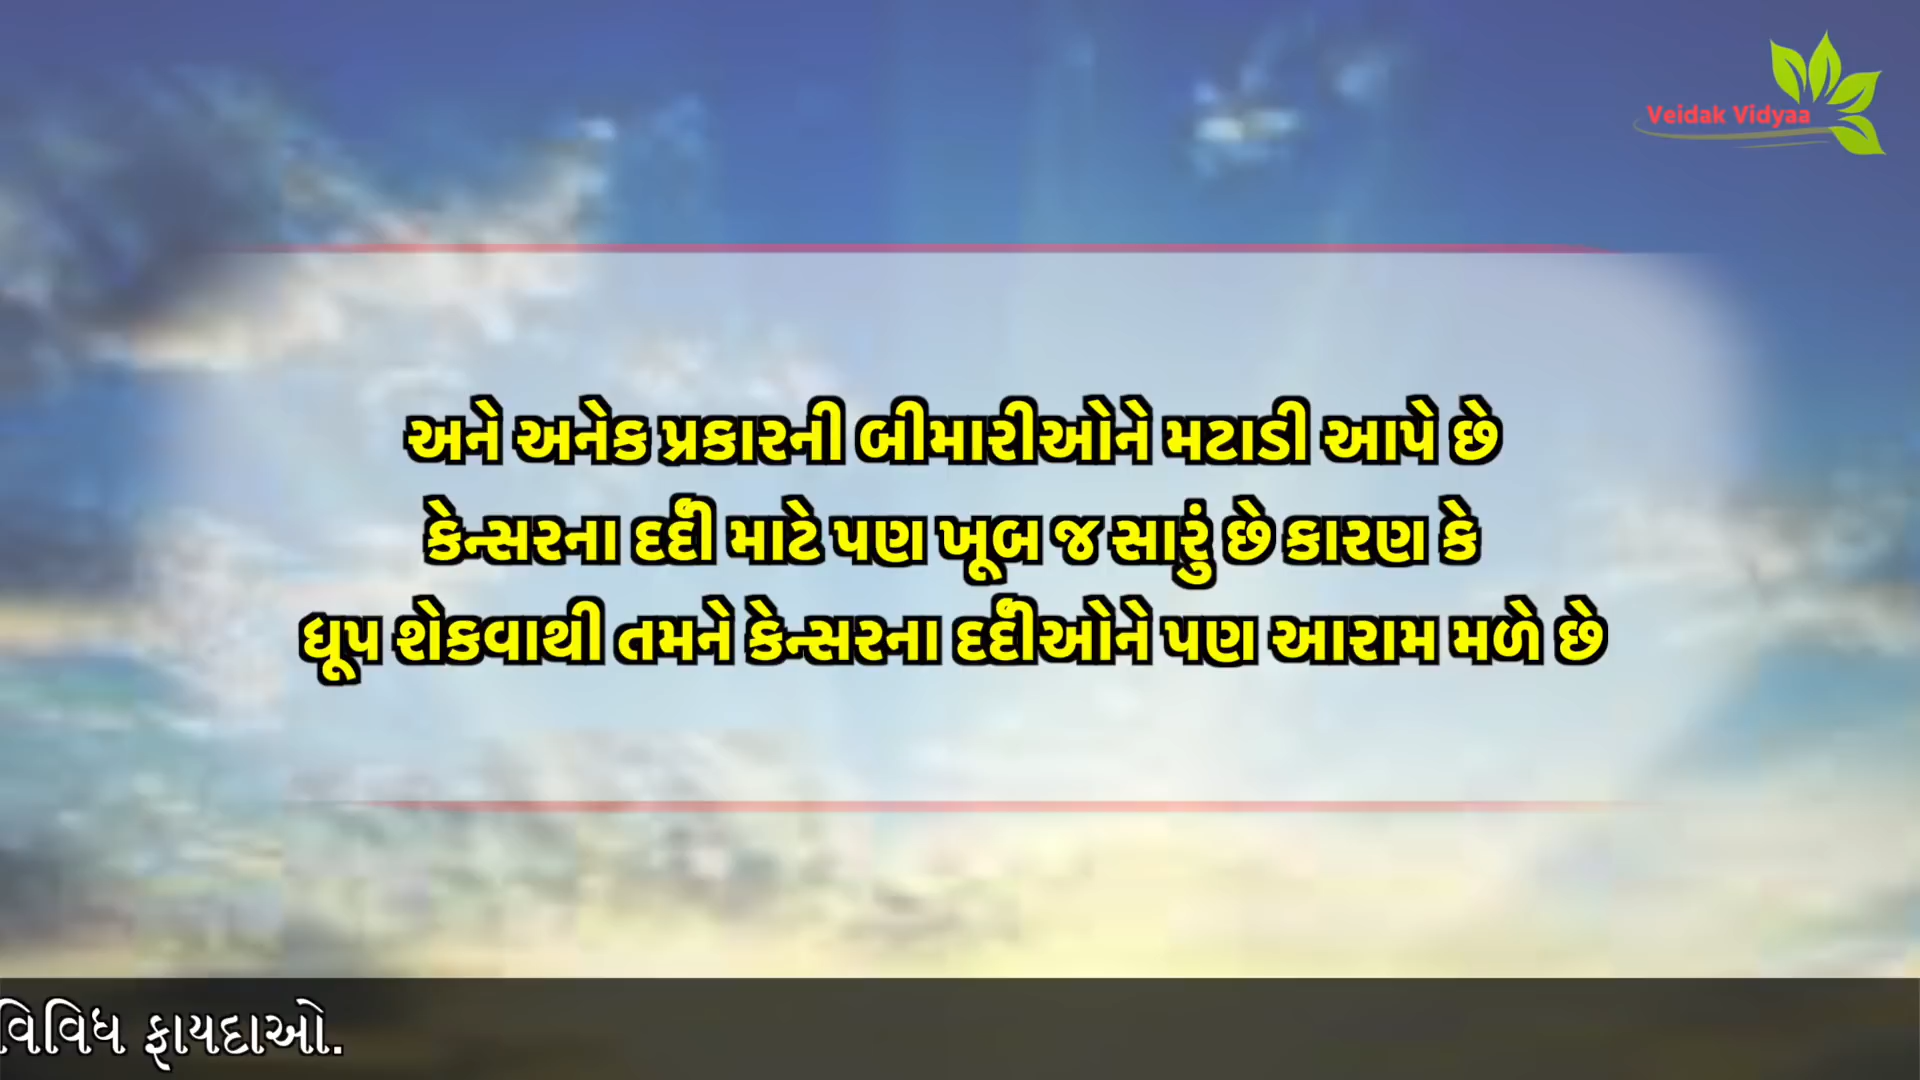 Veidak Vidyaa
અને અનેક પ્રકારની બીમારીઓને મટાડી આપે છે
કેન્સરના દર્દી માટે પણ ખૂબ જ સારું છે કારણ કે
ધૂપ શેકવાથી તમને કેન્સરના દર્દીઓને પણ આરામ મળે છે
વિવિધ ફાયદાઓ.